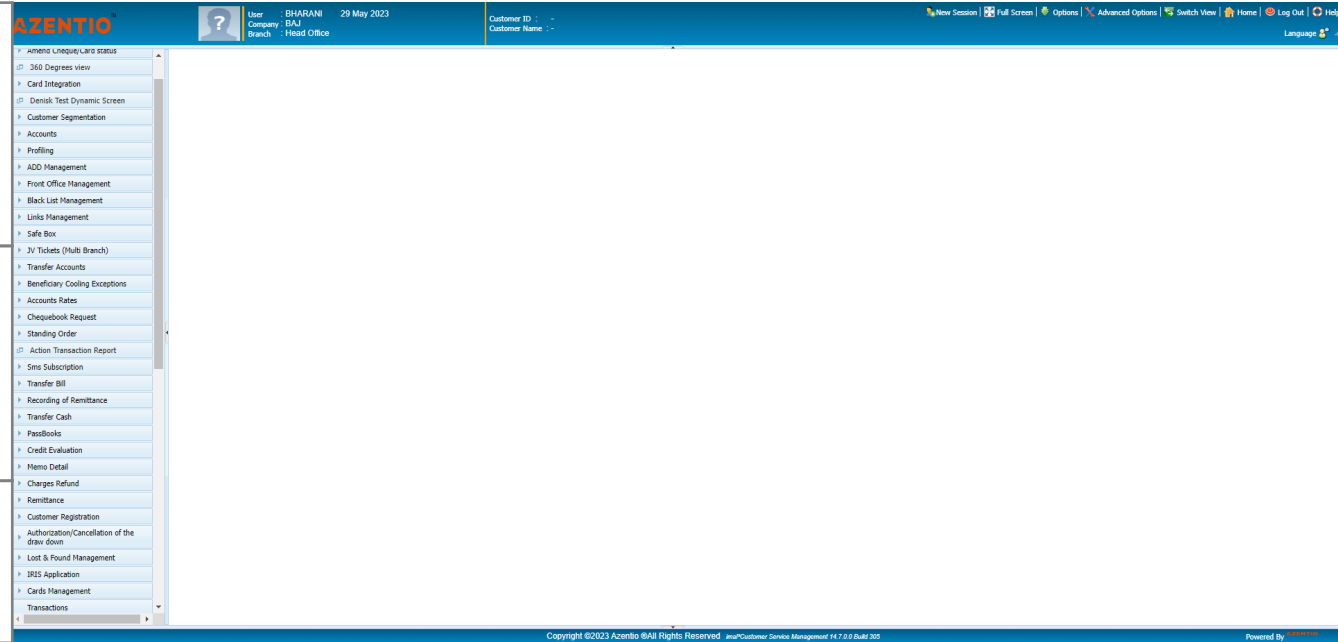 AZENTIO
User : BHARANI 29 May 2023
Company : BAJ
Branch : Head Office
Customer ID : -
Customer Name : -
New Session | Full Screen | Options | Advanced Options | Switch View | Home | Log Out | Help
Language
Amend Cheque/Card status
360 Degrees view
Card Integration
Denisk Test Dynamic Screen
Customer Segmentation
Accounts
Profiling
ADD Management
Front Office Management
Black List Management
Links Management
Safe Box
JV Tickets (Multi Branch)
Transfer Accounts
Beneficiary Cooling Exceptions
Accounts Rates
Chequebook Request
Standing Order
Action Transaction Report
Sms Subscription
Transfer Bill
Recording of Remittance
Transfer Cash
PassBooks
Credit Evaluation
Memo Detail
Charges Refund
Remittance
Customer Registration
Authorization/Cancellation of the
draw down
Lost & Found Management
IRIS Application
Cards Management
Transactions
Copyright ©2023 Azentio ®All Rights Reserved imal®Customer Service Management 14.7.0.0 Build 305
Powered By AZENTIO